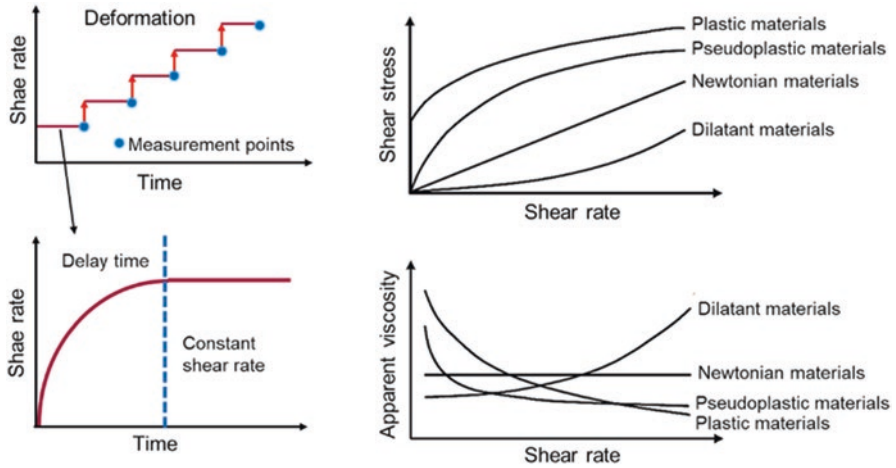 Deformation
Shae rate
Measurement points
Time
Delay time
Shae rate
Constant
shear rate
Time
Shear stress
Plastic materials
Pseudoplastic materials
Newtonian materials
Dilatant materials
Shear rate
Apparent viscosity
Dilatant materials
Newtonian materials
Pseudoplastic materials
Plastic materials
Shear rate